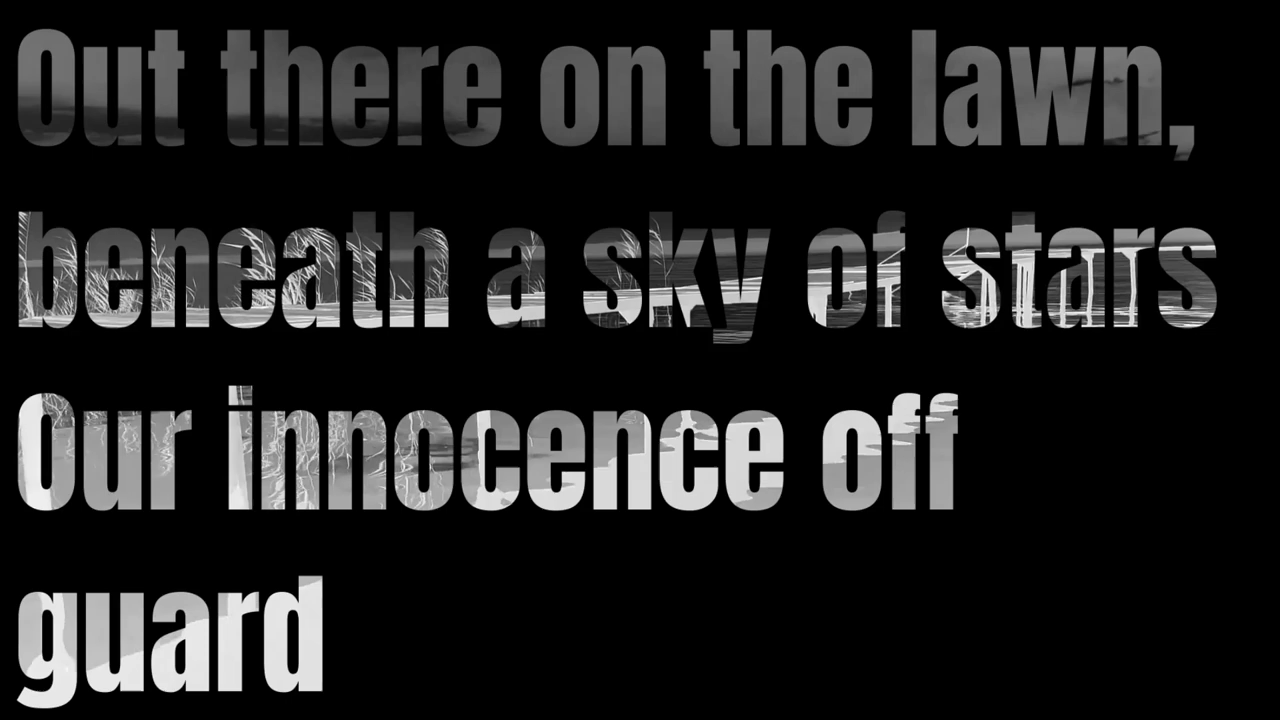 Out there on the lawn,
beneath a sky of stars
Our innocence off
guard